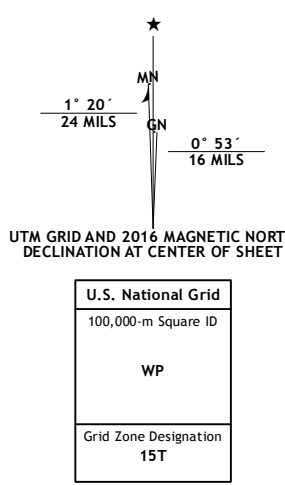 ★
MN
1° 20´
24 MILS
GN
0° 53´
16 MILS
UTM GRID AND 2016 MAGNETIC NORT
DECLINATION AT CENTER OF SHEET
U.S. National Grid
100,000-m Square ID
WP
Grid Zone Designation
15T